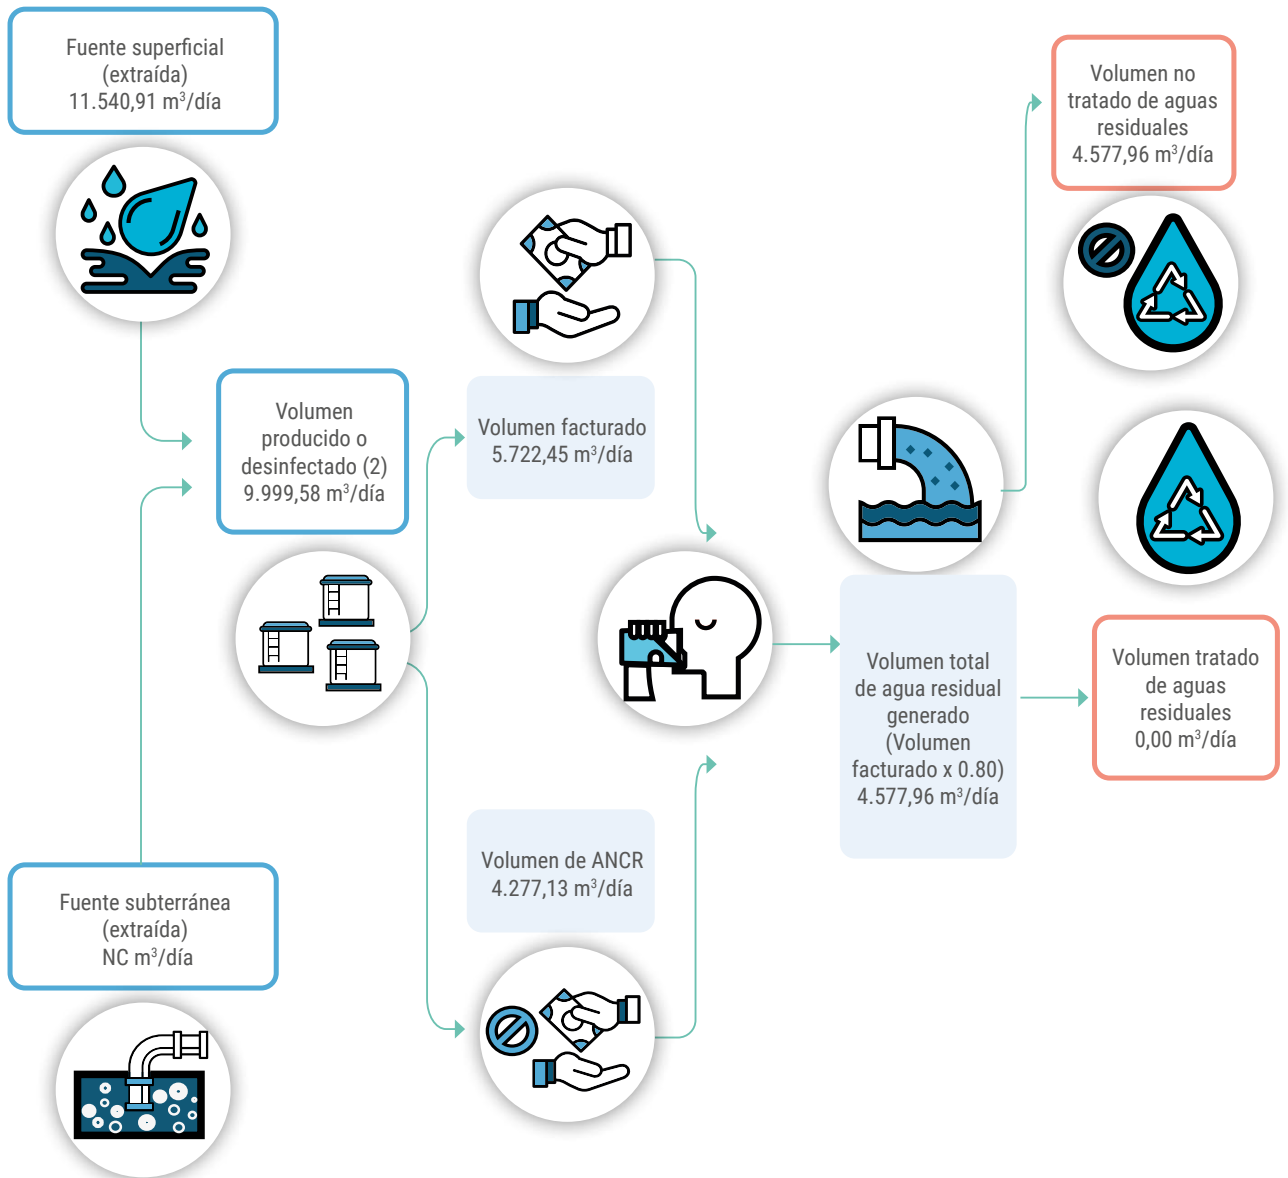 Fuente superficial
(extraída)
11.540,91 m³/día
Volumen
producido o
desinfectado (2)
9.999,58 m³/día
Fuente subterránea
(extraída)
NC m³/día
Volumen facturado
5.722,45 m³/día
Volumen de ANCR
4.277,13 m³/día
Volumen total
de agua residual
generado
(Volumen
facturado x 0.80)
4.577,96 m³/día
Volumen no
tratado de aguas
residuales
4.577,96 m³/día
Volumen tratado
de aguas
residuales
0,00 m³/día